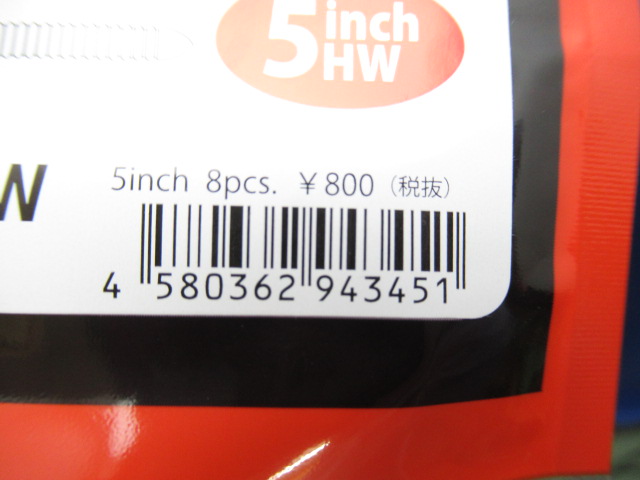 5inch
HW
W
5inch 8pcs. ¥800（税抜）
4 580362 943451